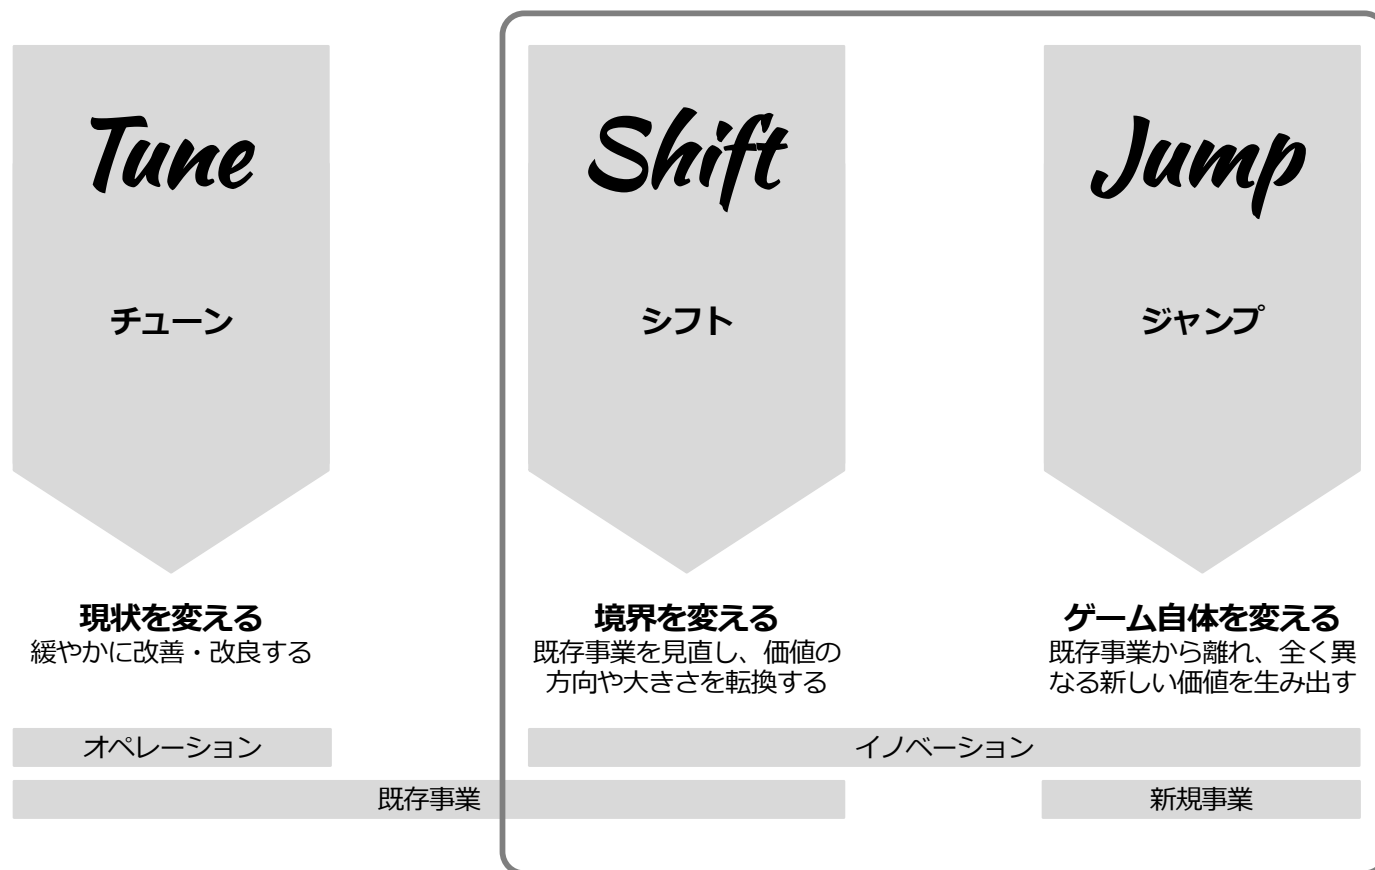 Tune
チューン
現状を変える
緩やかに改善・改良する
Shift
シフト
境界を変える
既存事業を見直し、価値の
方向や大きさを転換する
Jump
ジャンプ
ゲーム自体を変える
既存事業から離れ、全く異
なる新しい価値を生み出す
オペレーション
イノベーション
既存事業
新規事業